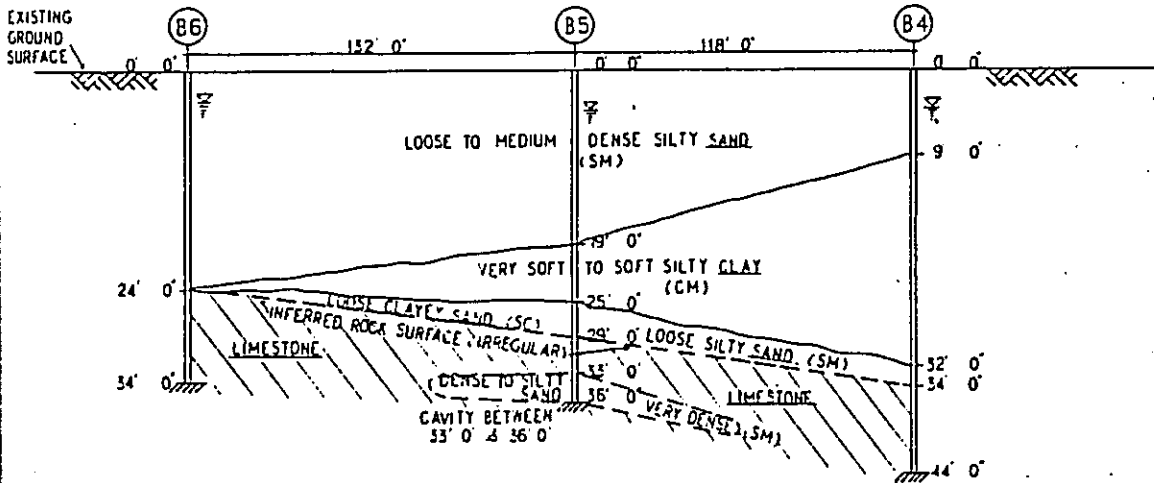 EXISTING
GROUND
SURFACE
B6
B5
B4
132' 0"
118' 0"
0' 0"
0' 0"
0 0"
LOOSE TO MEDIUM DENSE SILTY SAND
(SM)
9 0"
19' 0"
VERY SOFT TO SOFT SILTY CLAY
(CM)
24' 0"
25' 0"
LOOSE CLAYEY SAND (SC)
INFERRED ROCK SURFACE (IRREGULAR)
29' 0"
LOOSE SILTY SAND. (SM)
32' 0"
LIMESTONE
34' 0"
33' 0"
34' 0"
(DENSE TO SILTY
SAND
36' 0"
LIMESTONE
VERY DENSE) (SM)
CAVITY BETWEEN
33' 0" & 36' 0"
44' 0"